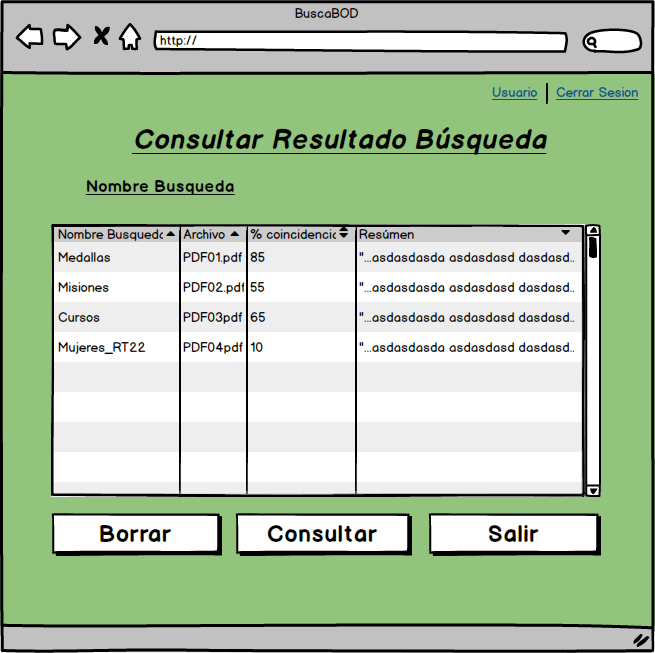 BuscaBOD
http://
Usuario Cerrar Sesion
Consultar Resultado Búsqueda
Nombre Busqueda
Nombre Busqueda Archivo % coincidencia Resúmen
Medallas PDF01.pdf 85 "...asdasdasda asdasdasd dasdasd..
Misiones PDF02.pdf 55 "...asdasdasda asdasdasd dasdasd..
Cursos PDF03pdf 65 "...asdasdasda asdasdasd dasdasd..
Mujeres_RT22 PDF04pdf 10 "...asdasdasda asdasdasd dasdasd..
Borrar Consultar Salir